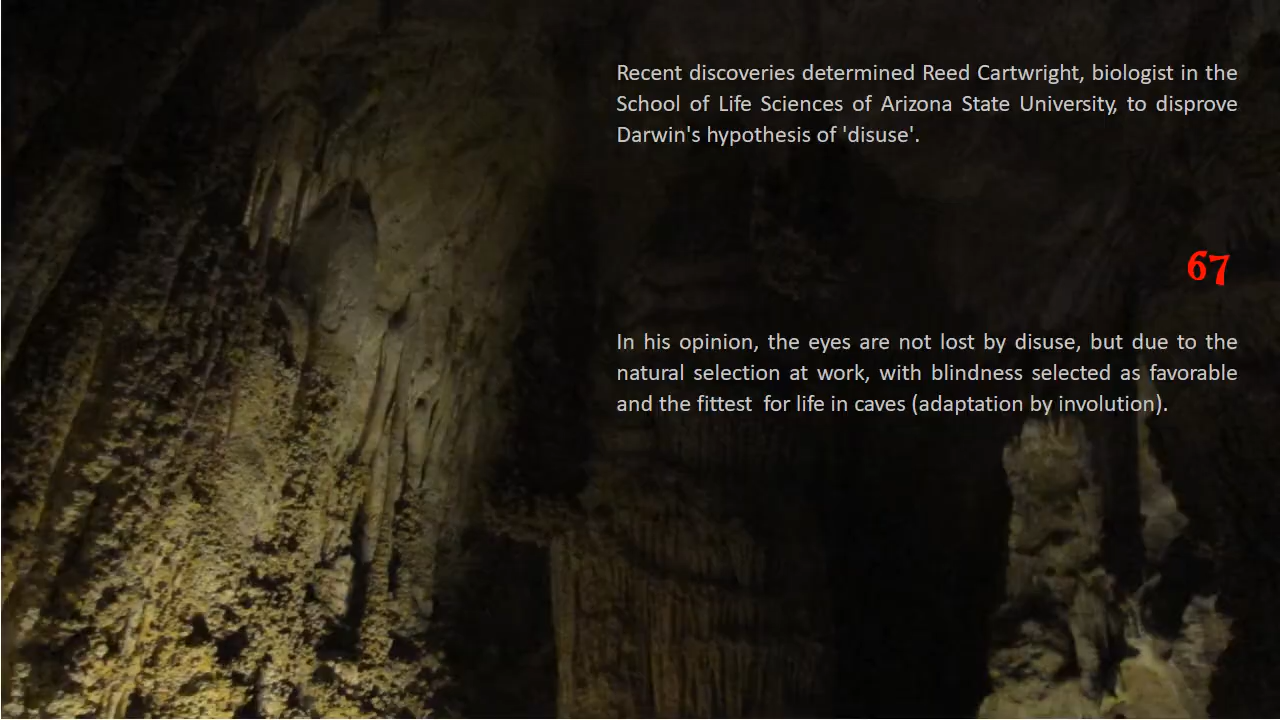 Recent discoveries determined Reed Cartwright, biologist in the
School of Life Sciences of Arizona State University, to disprove
Darwin's hypothesis of 'disuse'.
67
In his opinion, the eyes are not lost by disuse, but due to the
natural selection at work, with blindness selected as favorable
and the fittest  for life in caves (adaptation by involution).